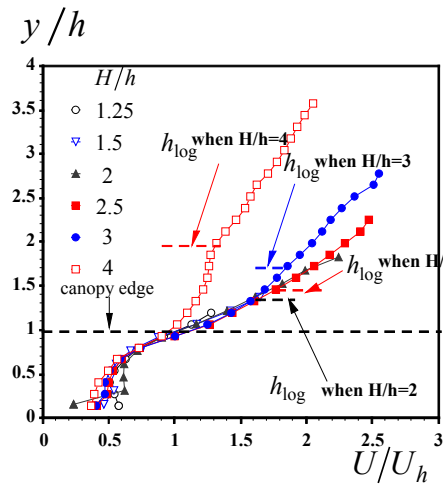 y/h
H/h
1.25
1.5
2
2.5
3
4
canopy edge
h_log when H/h=4
h_log when H/h=3
h_log when H/
h_log when H/h=2
4
3.5
3
2.5
2
1.5
1
0.5
0
0 0.5 1 1.5 2 2.5 3
U/U_h